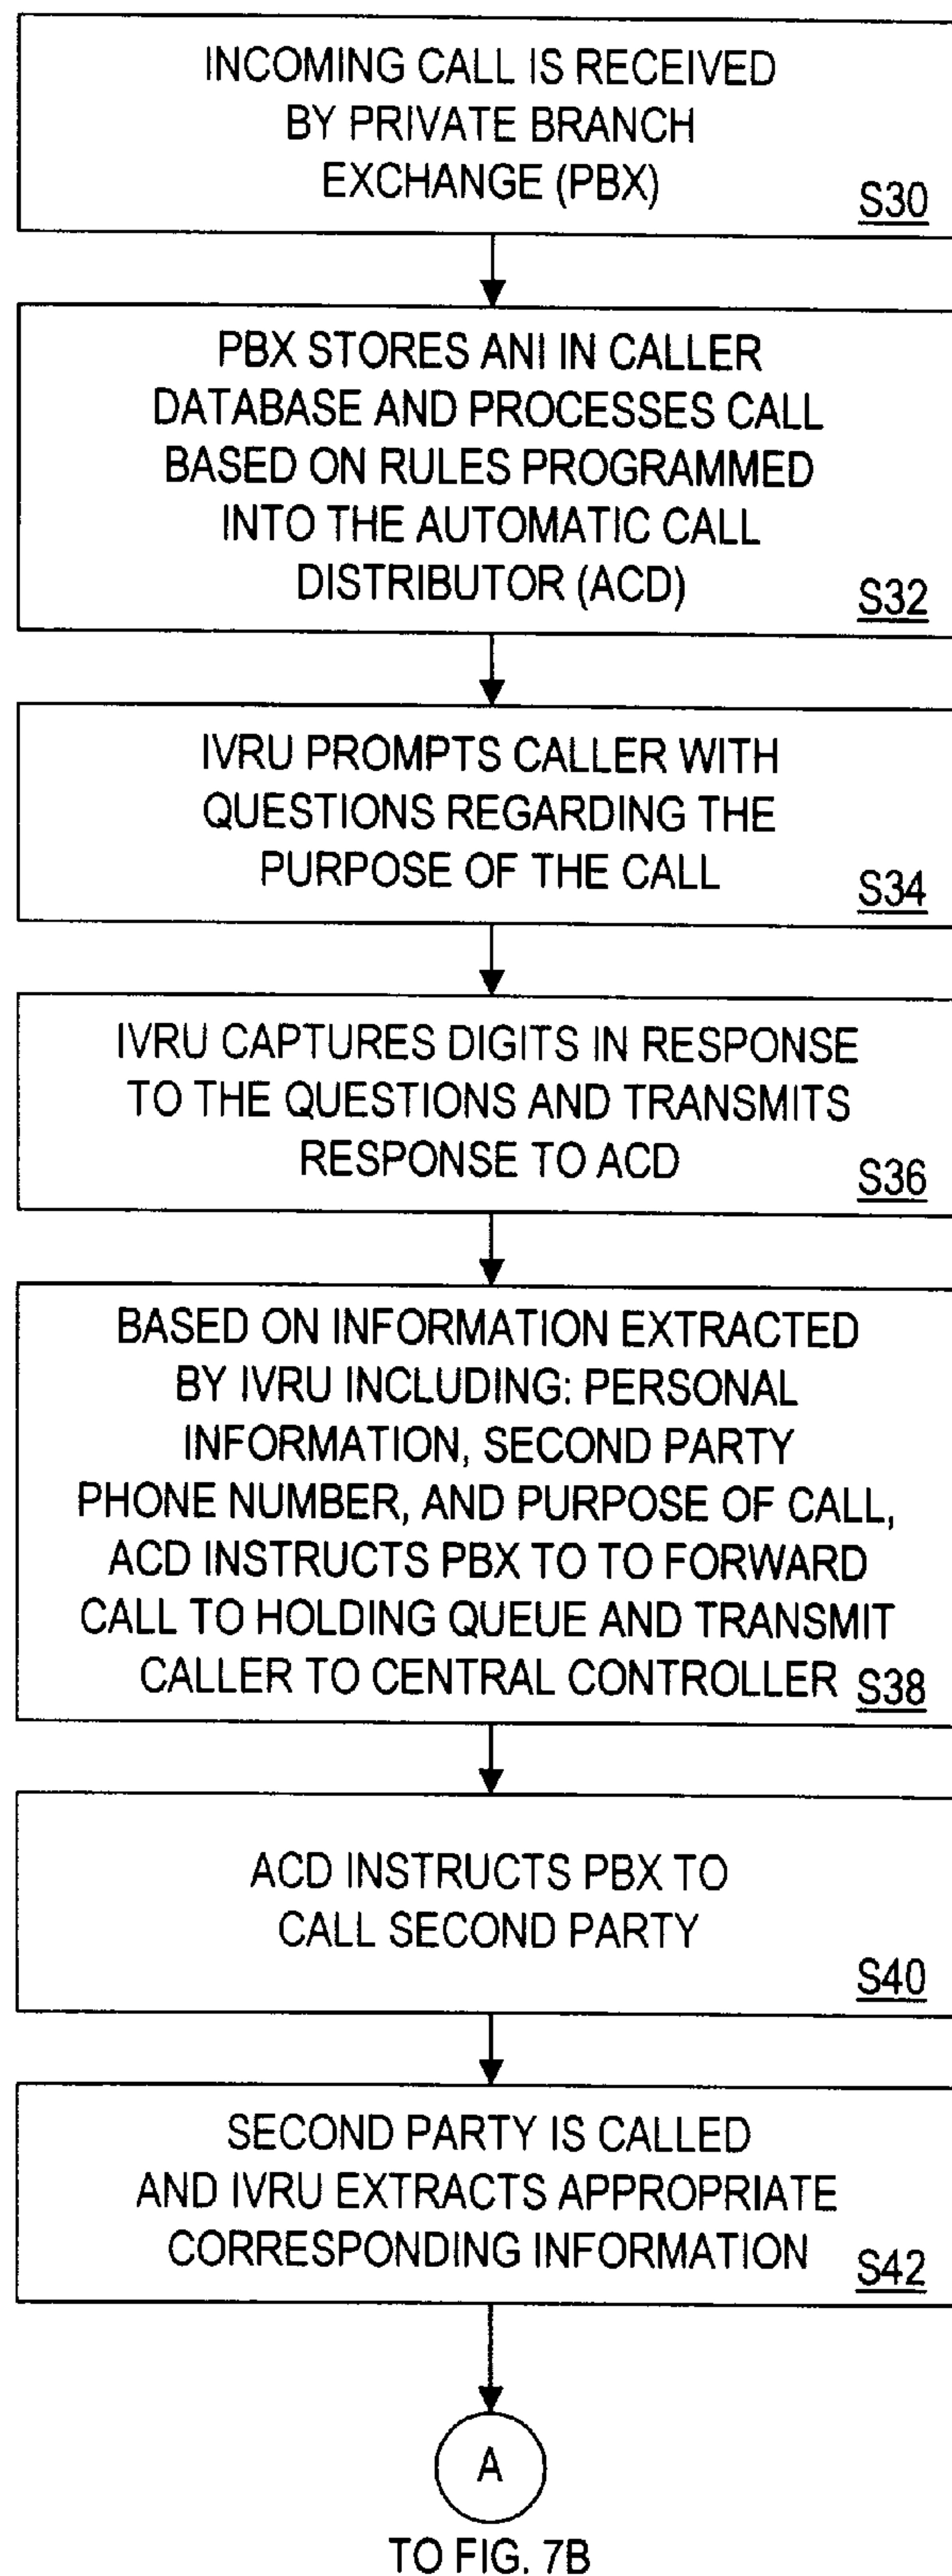 INCOMING CALL IS RECEIVED
BY PRIVATE BRANCH
EXCHANGE (PBX)
S30
PBX STORES ANI IN CALLER
DATABASE AND PROCESSES CALL
BASED ON RULES PROGRAMMED
INTO THE AUTOMATIC CALL
DISTRIBUTOR (ACD)
S32
IVRU PROMPTS CALLER WITH
QUESTIONS REGARDING THE
PURPOSE OF THE CALL
S34
IVRU CAPTURES DIGITS IN RESPONSE
TO THE QUESTIONS AND TRANSMITS
RESPONSE TO ACD
S36
BASED ON INFORMATION EXTRACTED
BY IVRU INCLUDING: PERSONAL
INFORMATION, SECOND PARTY
PHONE NUMBER, AND PURPOSE OF CALL,
ACD INSTRUCTS PBX TO TO FORWARD
CALL TO HOLDING QUEUE AND TRANSMIT
CALLER TO CENTRAL CONTROLLER S38
ACD INSTRUCTS PBX TO
CALL SECOND PARTY
S40
SECOND PARTY IS CALLED
AND IVRU EXTRACTS APPROPRIATE
CORRESPONDING INFORMATION
S42
A
TO FIG. 7B